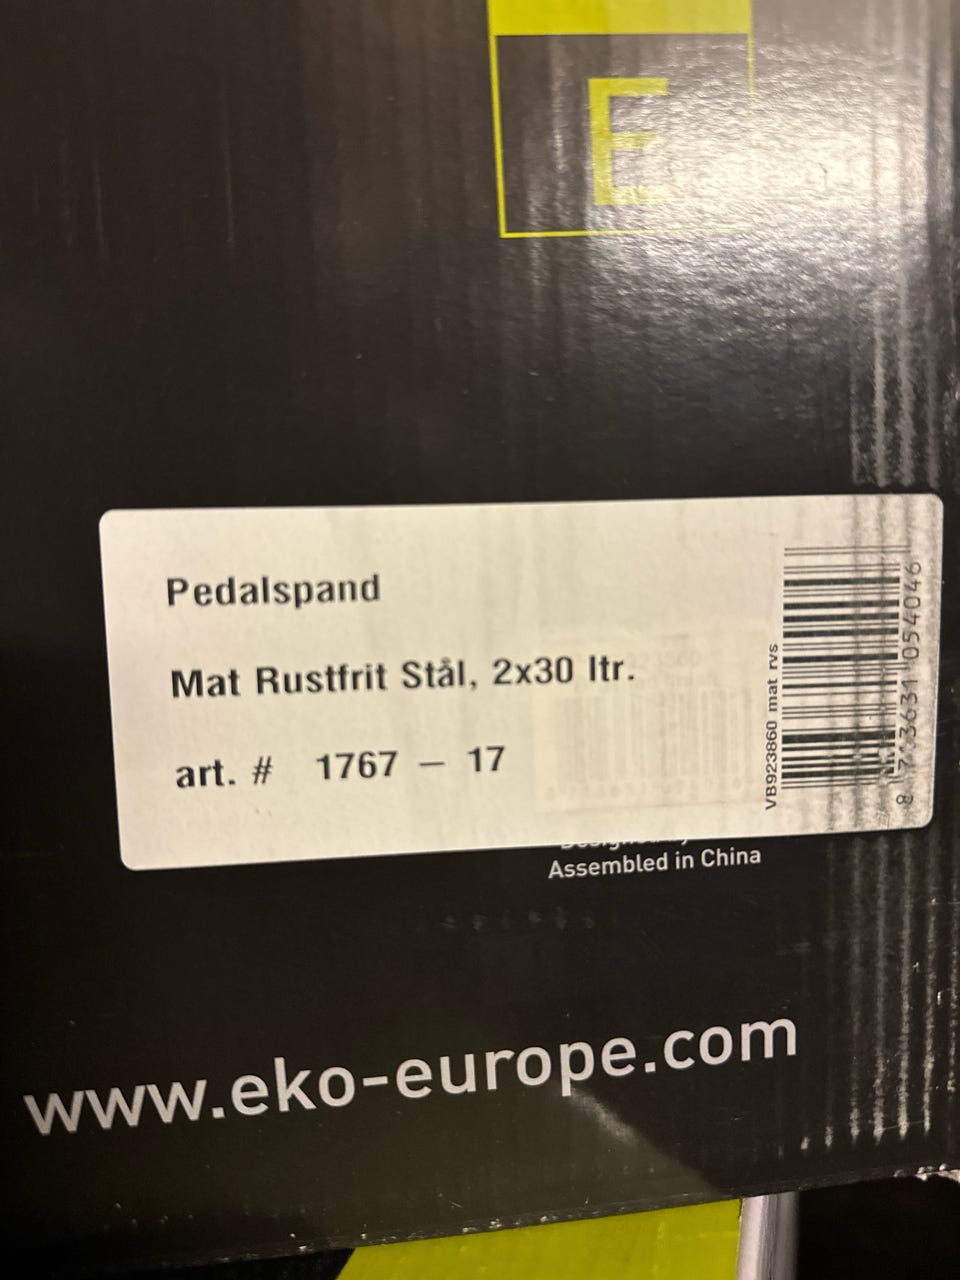 E
Pedalspand
Mat Rustfrit Stål, 2x30 ltr.
art. # 1767 – 17
VB923860 mat rvs
8 713631 054046
Assembled in China
www.eko-europe.com